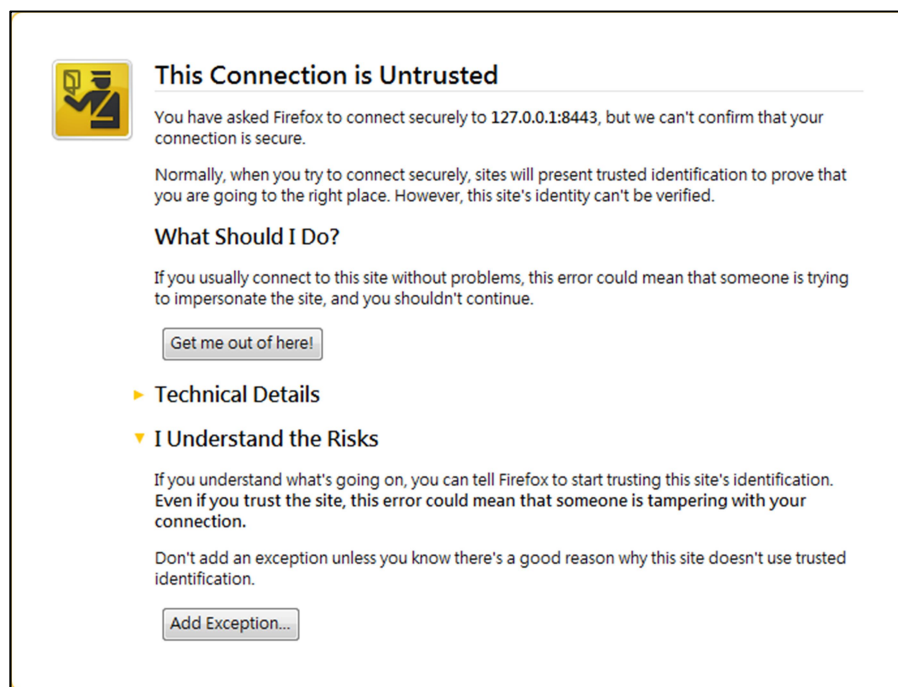 This Connection is Untrusted
You have asked Firefox to connect securely to 127.0.0.1:8443, but we can't confirm that your
connection is secure.
Normally, when you try to connect securely, sites will present trusted identification to prove that
you are going to the right place. However, this site's identity can't be verified.
What Should I Do?
If you usually connect to this site without problems, this error could mean that someone is trying
to impersonate the site, and you shouldn't continue.
Get me out of here!
Technical Details
I Understand the Risks
If you understand what's going on, you can tell Firefox to start trusting this site's identification.
Even if you trust the site, this error could mean that someone is tampering with your
connection.
Don't add an exception unless you know there's a good reason why this site doesn't use trusted
identification.
Add Exception...